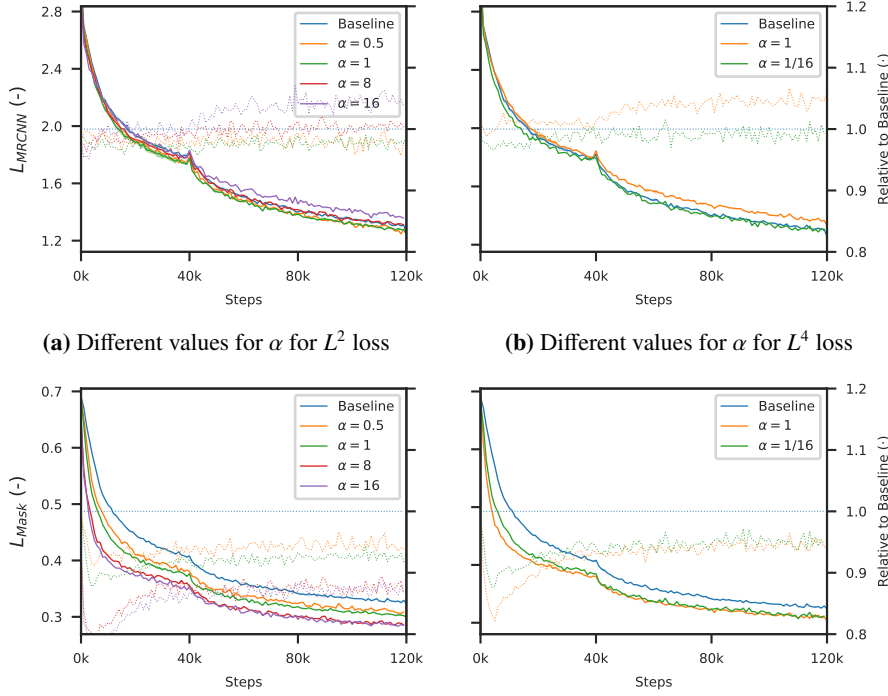 2.8
2.4
2.0
1.6
1.2
L_MRCNN (-)
Baseline
α = 0.5
α = 1
α = 8
α = 16
0k
40k
80k
120k
Steps
Baseline
α = 1
α = 1/16
1.2
1.1
1.0
0.9
0.8
Relative to Baseline (·)
0k
40k
80k
120k
Steps
(a) Different values for α for L² loss
(b) Different values for α for L⁴ loss
0.7
0.6
0.5
0.4
0.3
L_Mask (-)
Baseline
α = 0.5
α = 1
α = 8
α = 16
0k
40k
80k
120k
Steps
Baseline
α = 1
α = 1/16
1.2
1.1
1.0
0.9
0.8
Relative to Baseline (·)
0k
40k
80k
120k
Steps